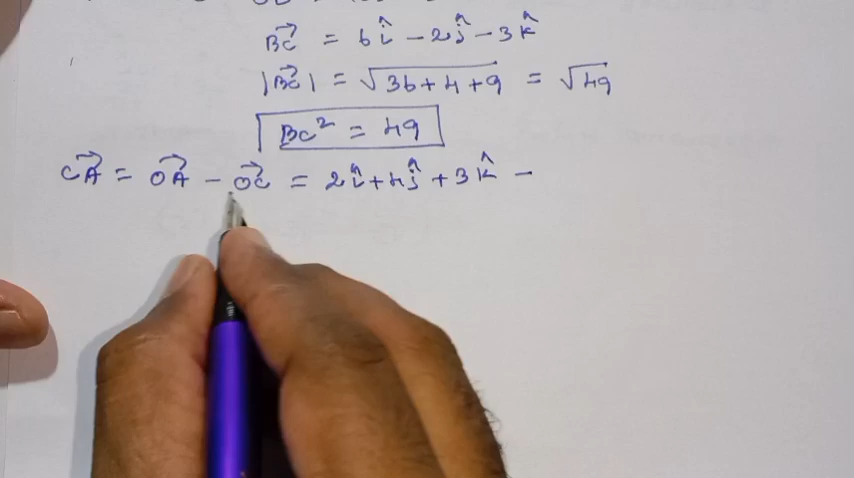 BC⃗ = 6î − 2ĵ − 3k̂
|BC⃗| = √36+4+9 = √49
BC² = 49
CA⃗ = OA⃗ − OC⃗ = 2î + 4ĵ + 3k̂ −